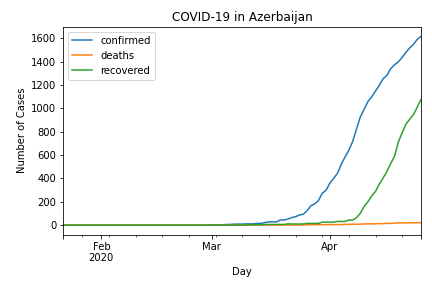 COVID-19 in Azerbaijan
confirmed
deaths
recovered
Number of Cases
1600
1400
1200
1000
800
600
400
200
0
Feb
2020
Mar
Apr
Day